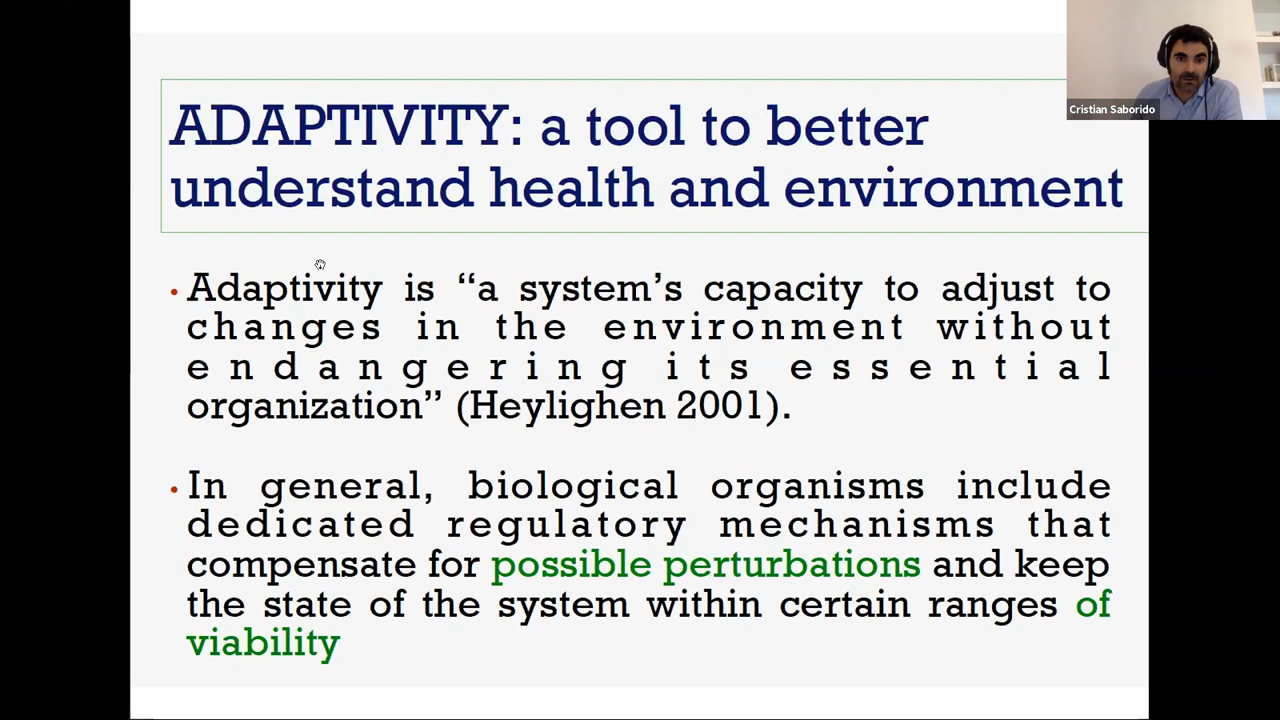 ADAPTIVITY: a tool to better
understand health and environment
Cristian Saborido
• Adaptivity is “a system’s capacity to adjust to
changes in the environment without
endangering its essential
organization” (Heylighen 2001).
• In general, biological organisms include
dedicated regulatory mechanisms that
compensate for possible perturbations and keep
the state of the system within certain ranges of
viability